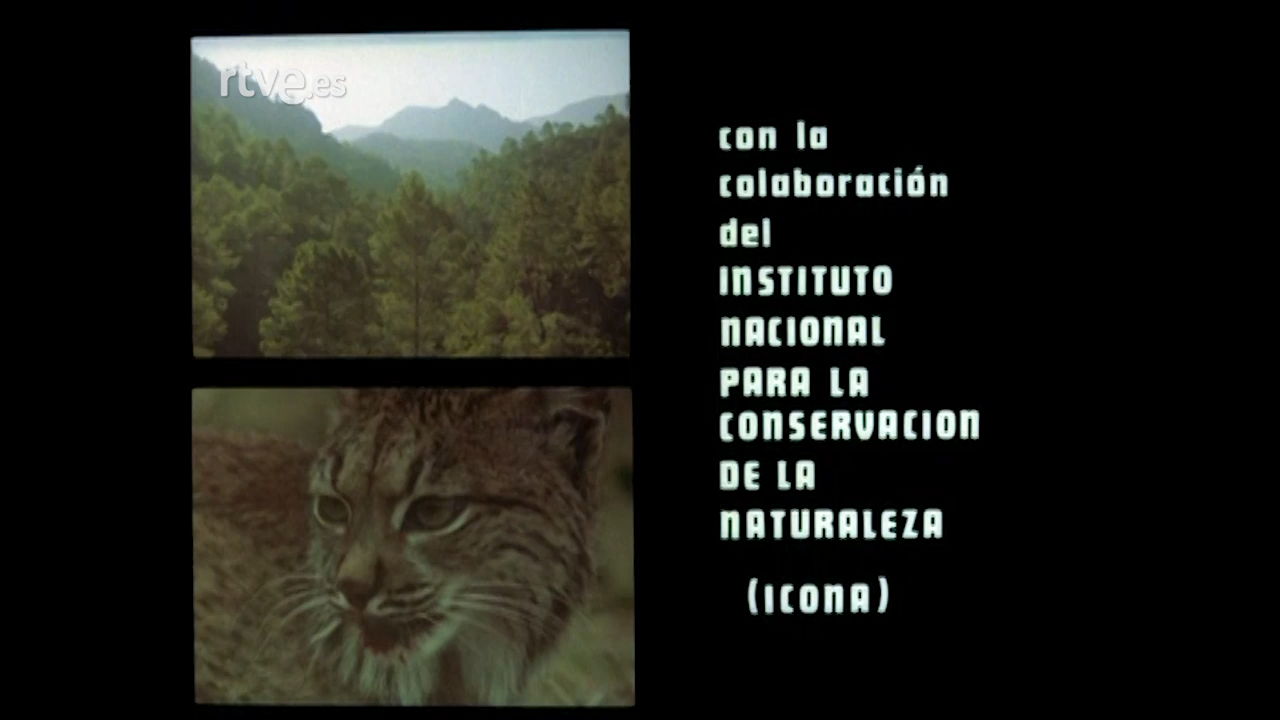 rtve.es
con la
colaboración
del
INSTITUTO
NACIONAL
PARA LA
CONSERVACION
DE LA
NATURALEZA
(ICONA)